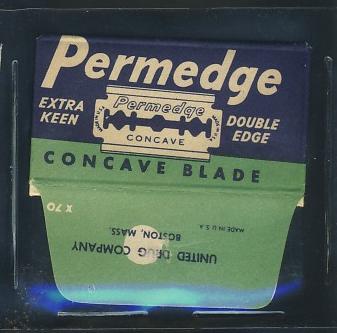 Permedge
EXTRA
KEEN
Permedge
CONCAVE
DOUBLE
EDGE
CONCAVE BLADE
X 70
MADE IN U.S.A
UNITED DRUG COMPANY
BOSTON, MASS.